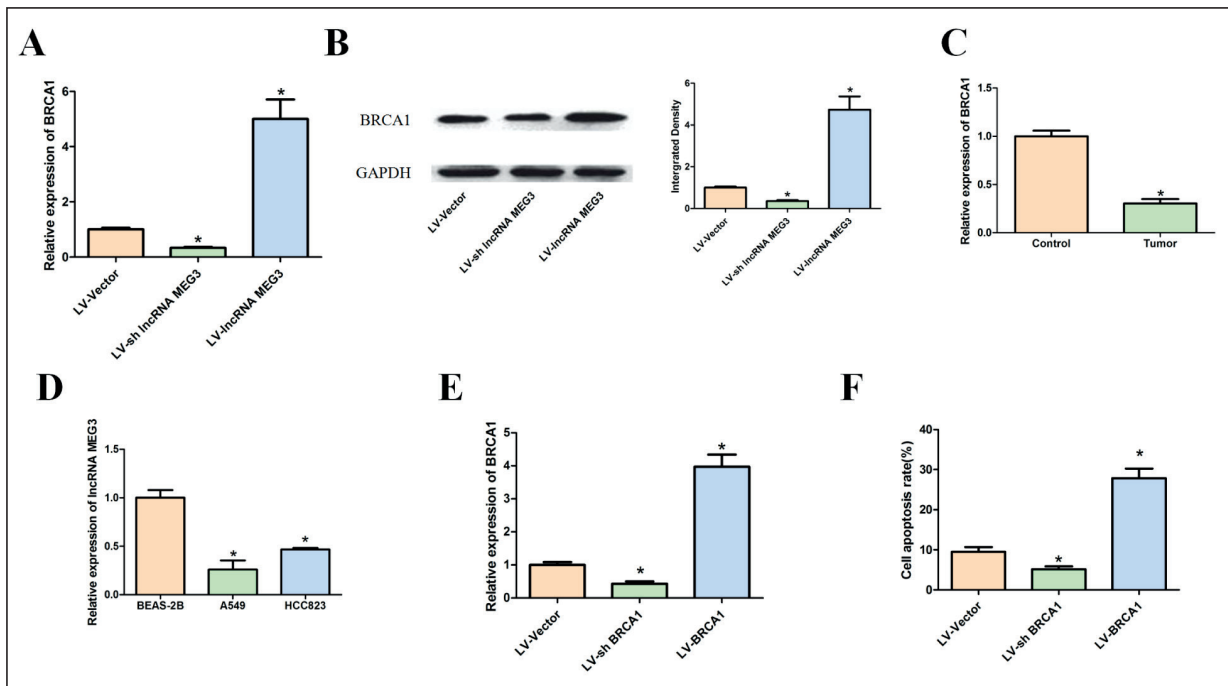 A
Relative expression of BRCA1
6
4
2
0
*
*
LV-Vector
LV-sh lncRNA MEG3
LV-lncRNA MEG3
B
BRCA1
GAPDH
LV-Vector
LV-sh lncRNA MEG3
LV-lncRNA MEG3
Intergrated Density
6
4
2
0
*
*
LV-Vector
LV-sh lncRNA MEG3
LV-lncRNA MEG3
C
Relative expression of BRCA1
1.5
1.0
0.5
0.0
*
Control
Tumor
D
Relative expression of lncRNA MEG3
1.5
1.0
0.5
0.0
*
*
BEAS-2B
A549
HCC823
E
Relative expression of BRCA1
5
4
3
2
1
0
*
*
LV-Vector
LV-sh BRCA1
LV-BRCA1
F
Cell apoptosis rate(%)
40
30
20
10
0
*
*
LV-Vector
LV-sh BRCA1
LV-BRCA1